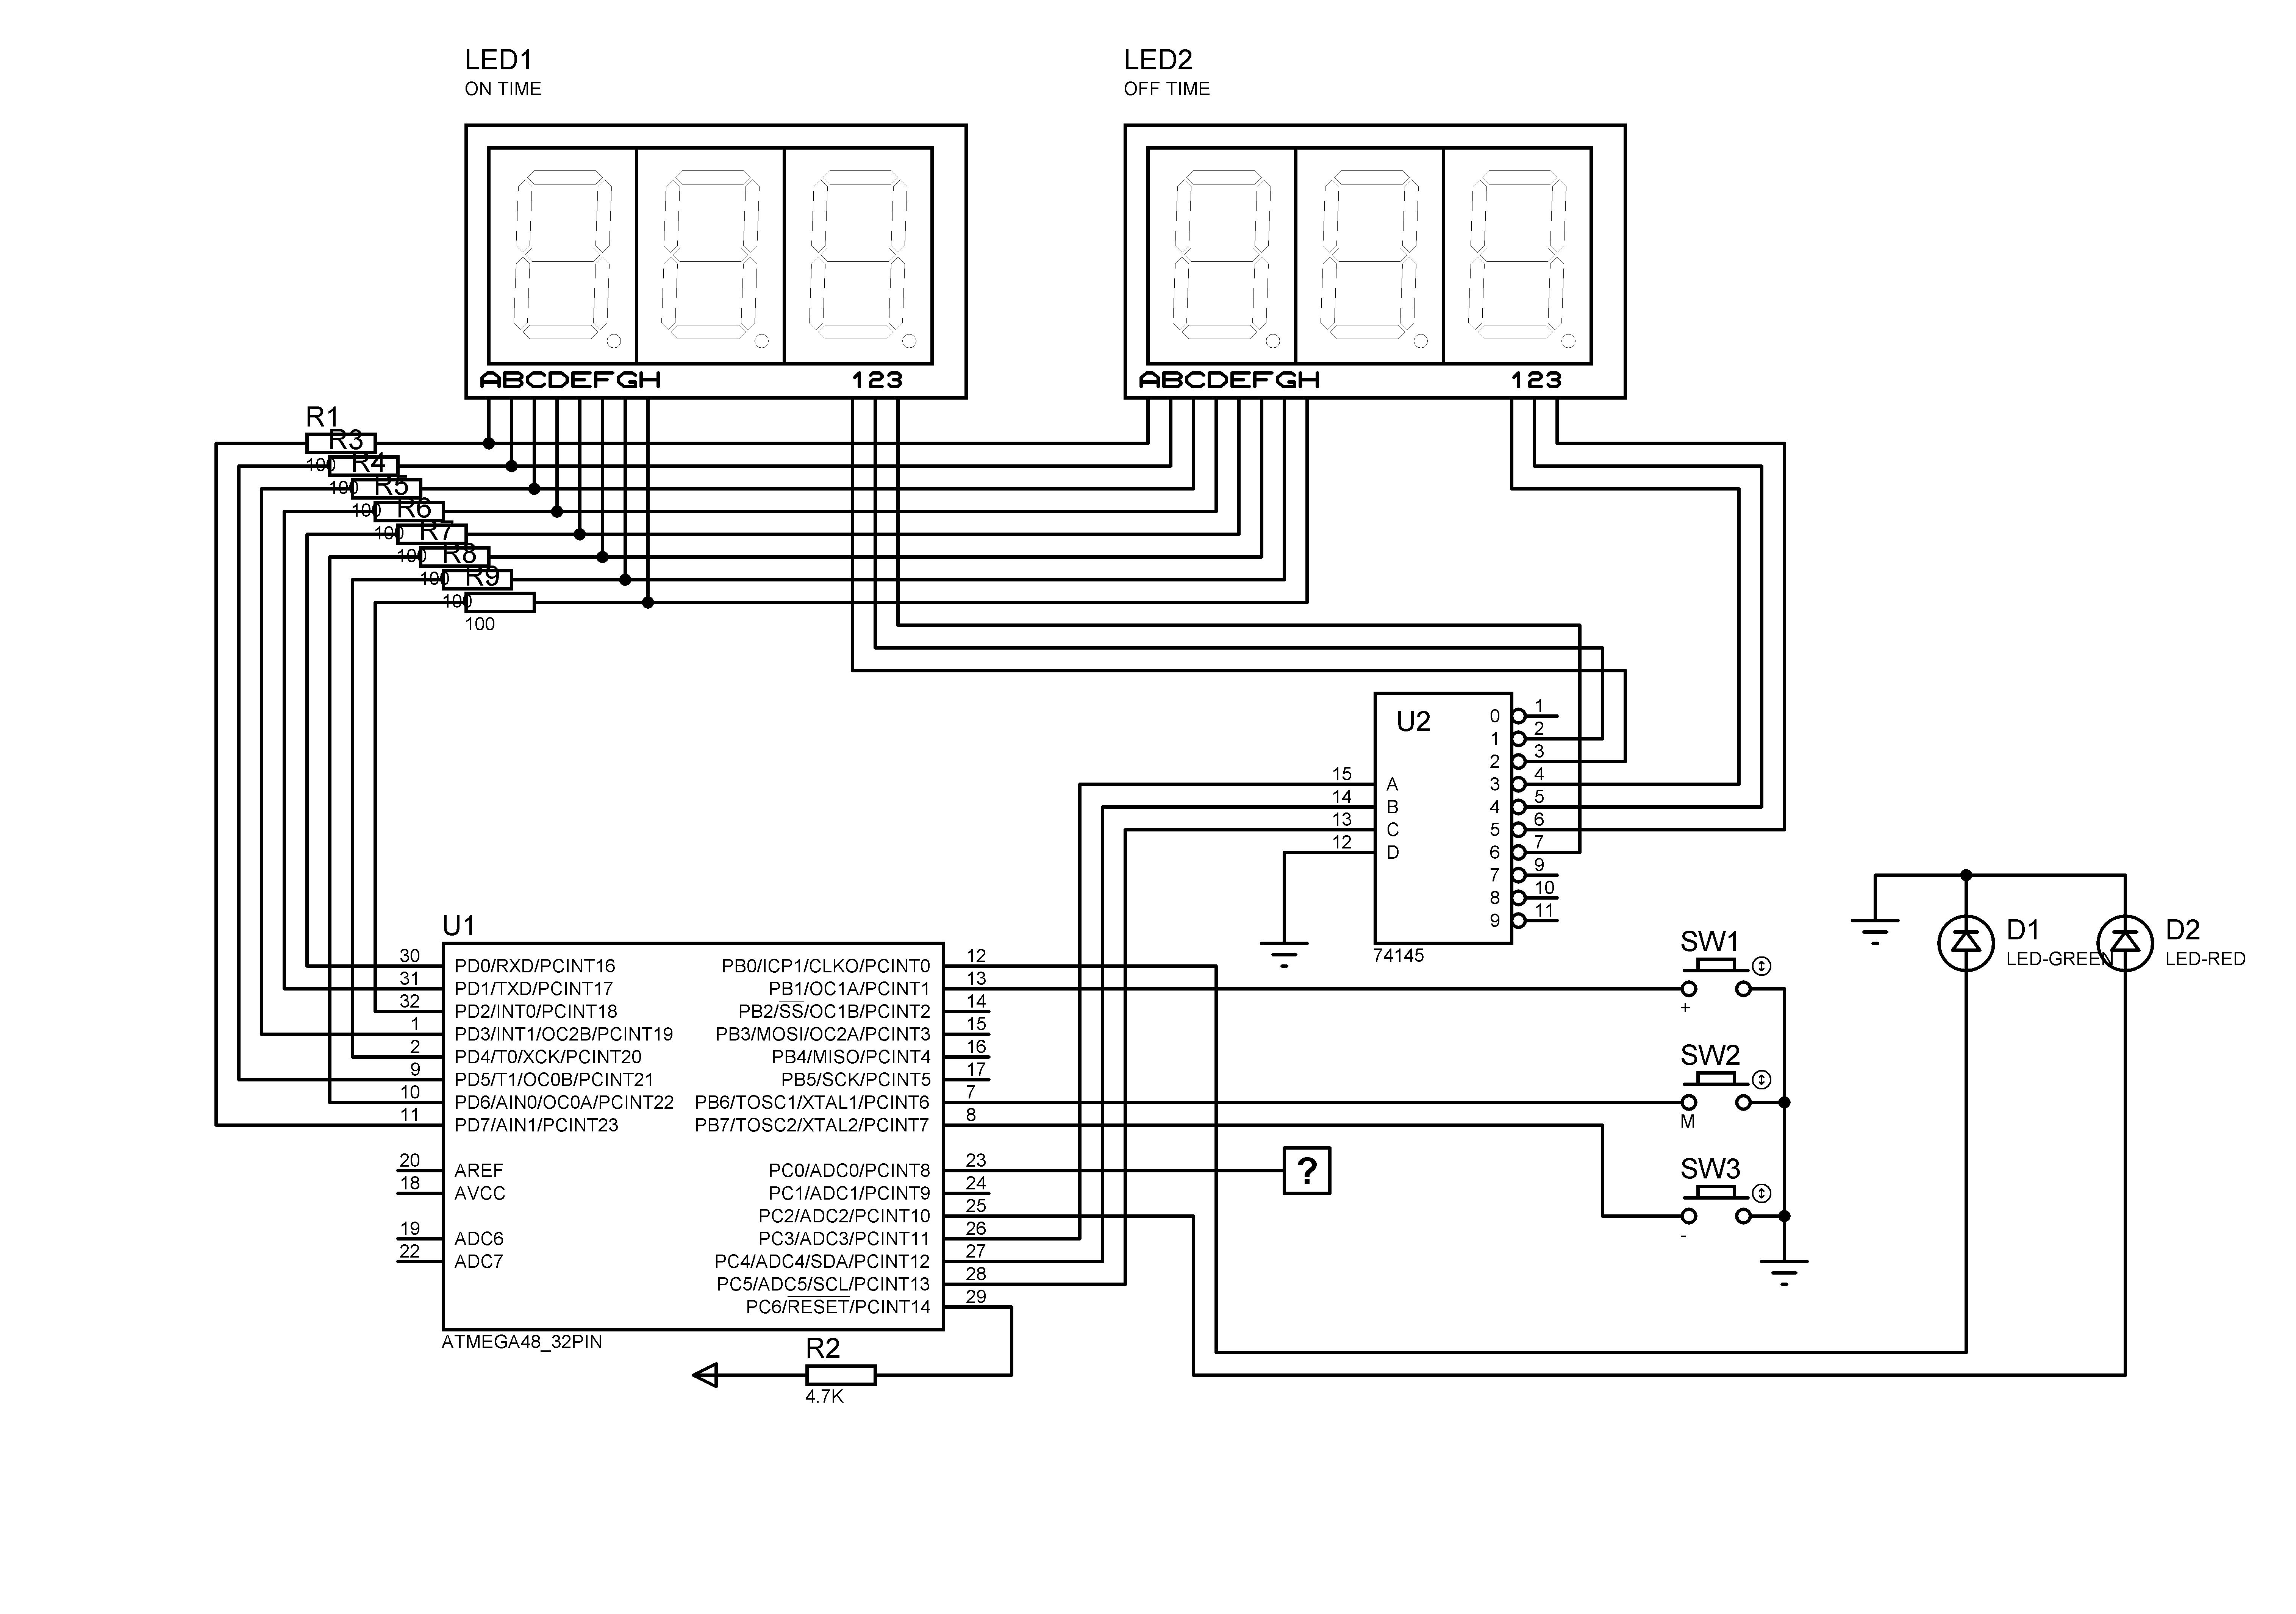 LED1
ON TIME
LED2
OFF TIME
ABCDEFGH 123
ABCDEFGH 123
R1
R3
100
R4
100
R5
100
R6
100
R7
100
R8
100
R9
100
100
U2
0 1
1 2
2 3
15 A 3 4
14 B 4 5
13 C 5 6
12 D 6 7
7 9
8 10
9 11
74145
U1
30 PD0/RXD/PCINT16 PB0/ICP1/CLKO/PCINT0 12
31 PD1/TXD/PCINT17 PB1/OC1A/PCINT1 13
32 PD2/INT0/PCINT18 PB2/SS/OC1B/PCINT2 14
1 PD3/INT1/OC2B/PCINT19 PB3/MOSI/OC2A/PCINT3 15
2 PD4/T0/XCK/PCINT20 PB4/MISO/PCINT4 16
9 PD5/T1/OC0B/PCINT21 PB5/SCK/PCINT5 17
10 PD6/AIN0/OC0A/PCINT22 PB6/TOSC1/XTAL1/PCINT6 7
11 PD7/AIN1/PCINT23 PB7/TOSC2/XTAL2/PCINT7 8
20 AREF PC0/ADC0/PCINT8 23
18 AVCC PC1/ADC1/PCINT9 24
PC2/ADC2/PCINT10 25
19 ADC6 PC3/ADC3/PCINT11 26
22 ADC7 PC4/ADC4/SDA/PCINT12 27
PC5/ADC5/SCL/PCINT13 28
PC6/RESET/PCINT14 29
ATMEGA48_32PIN
R2
4.7K
?
SW1
+
SW2
M
SW3
-
D1
LED-GREEN
D2
LED-RED